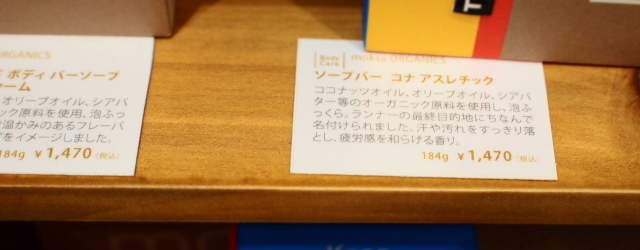 ORGANICS
ボディ バーソープ
オリーブオイル、シアバ
ック原料を使用、泡ふっ
温かみのあるフレーバ
をイメージしました。
184g ¥1,470(税込)
Body Care moksa ORGANICS
ソープバー コナ アスレチック
ココナッツオイル、オリーブオイル、シアバ
ター等のオーガニック原料を使用し、泡ふ
っくら。ランナーの最終目的地にちなんで
名付けられました。汗や汚れをすっきり落
とし、疲労感を和らげる香り。
184g ¥1,470(税込)